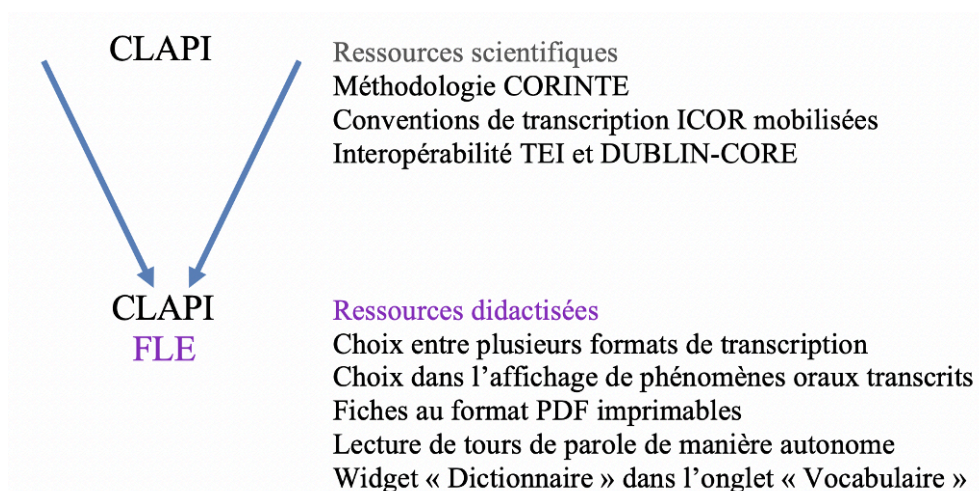 CLAPI
Ressources scientifiques
Méthodologie CORINTE
Conventions de transcription ICOR mobilisées
Interopérabilité TEI et DUBLIN-CORE
CLAPI
FLE
Ressources didactisées
Choix entre plusieurs formats de transcription
Choix dans l’affichage de phénomènes oraux transcrits
Fiches au format PDF imprimables
Lecture de tours de parole de manière autonome
Widget « Dictionnaire » dans l’onglet « Vocabulaire »